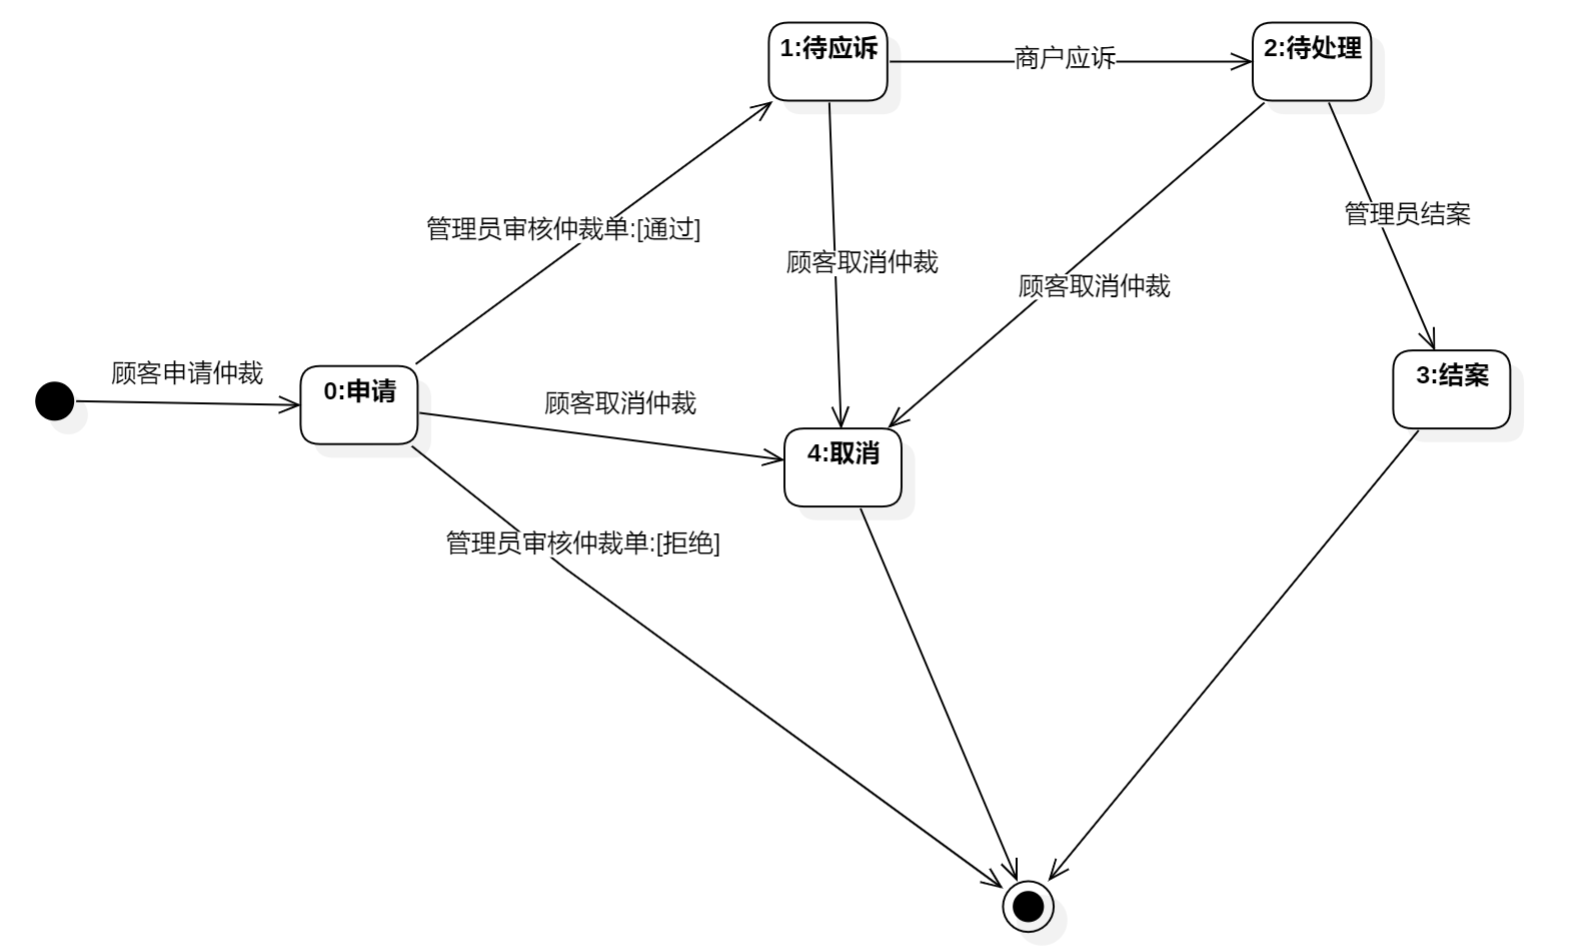 1:待应诉
商户应诉
2:待处理
管理员审核仲裁单:[通过]
顾客取消仲裁
顾客取消仲裁
管理员结案
顾客申请仲裁
0:申请
顾客取消仲裁
4:取消
3:结案
管理员审核仲裁单:[拒绝]